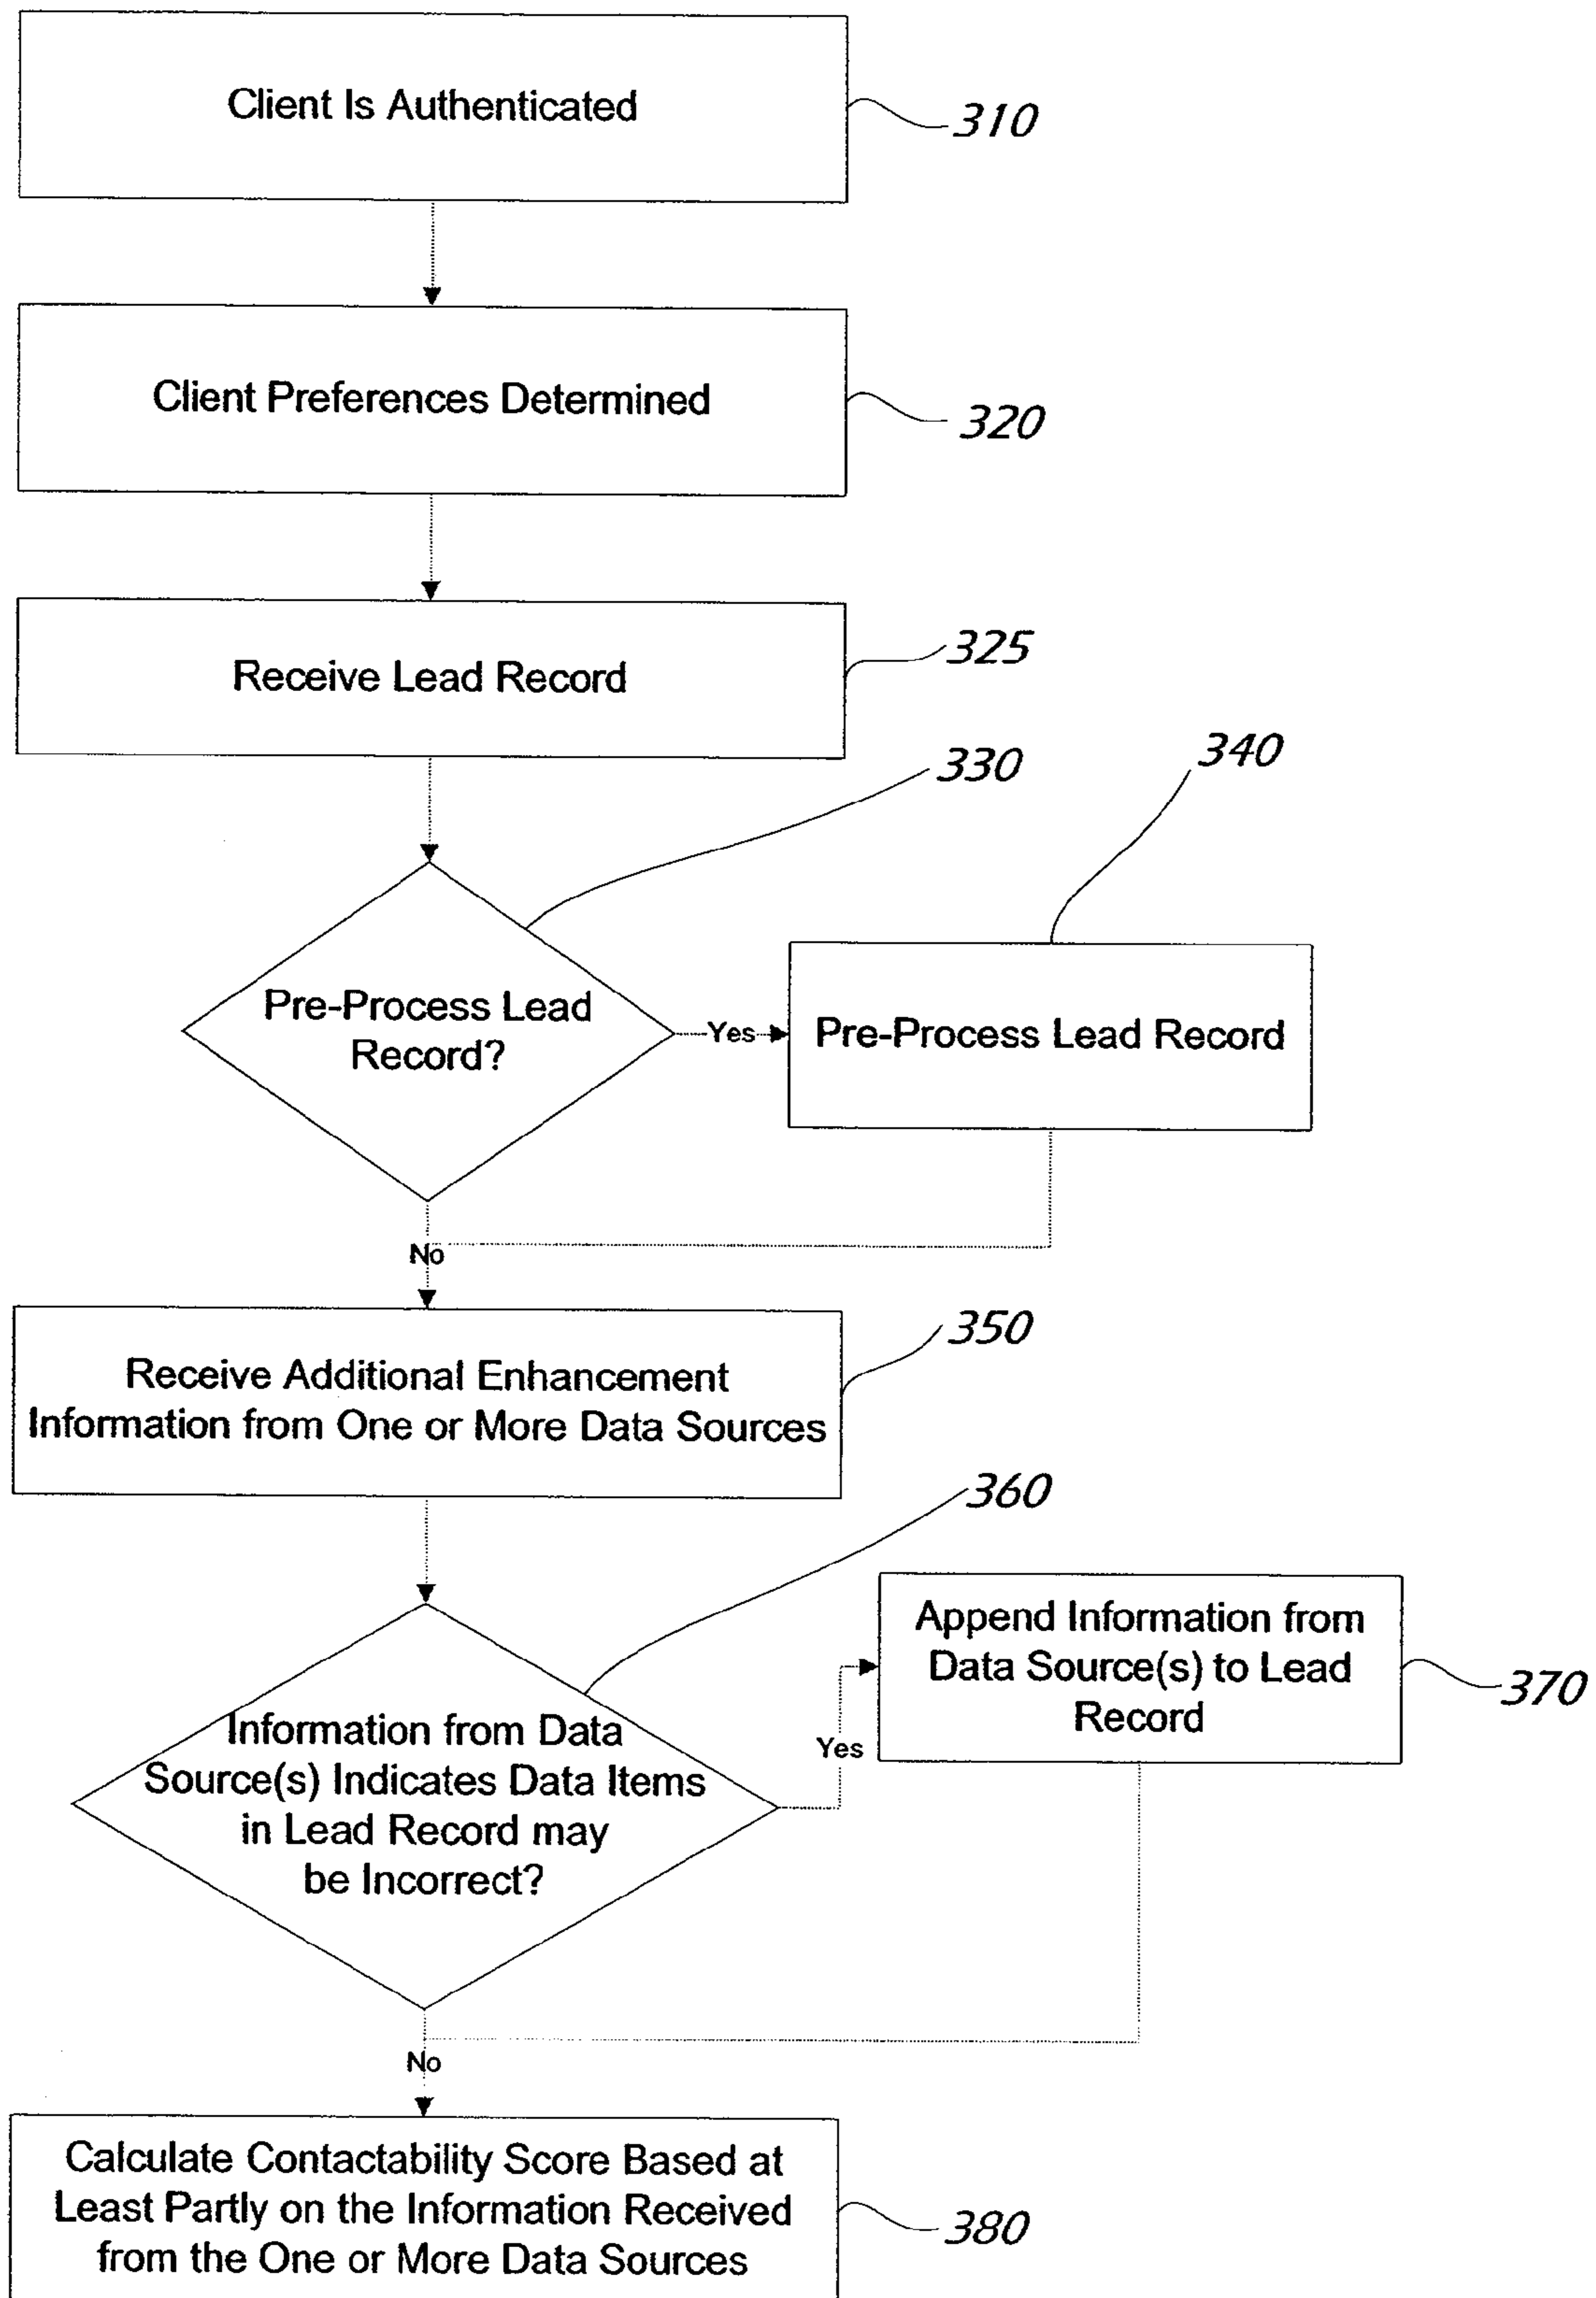 Client Is Authenticated
310
Client Preferences Determined
320
Receive Lead Record
325
330
340
Pre-Process Lead
Record?
Yes
Pre-Process Lead Record
No
350
Receive Additional Enhancement
Information from One or More Data Sources
360
Append Information from
Data Source(s) to Lead
Record
370
Information from Data
Source(s) Indicates Data Items
in Lead Record may
be Incorrect?
Yes
No
Calculate Contactability Score Based at
Least Partly on the Information Received
from the One or More Data Sources
380